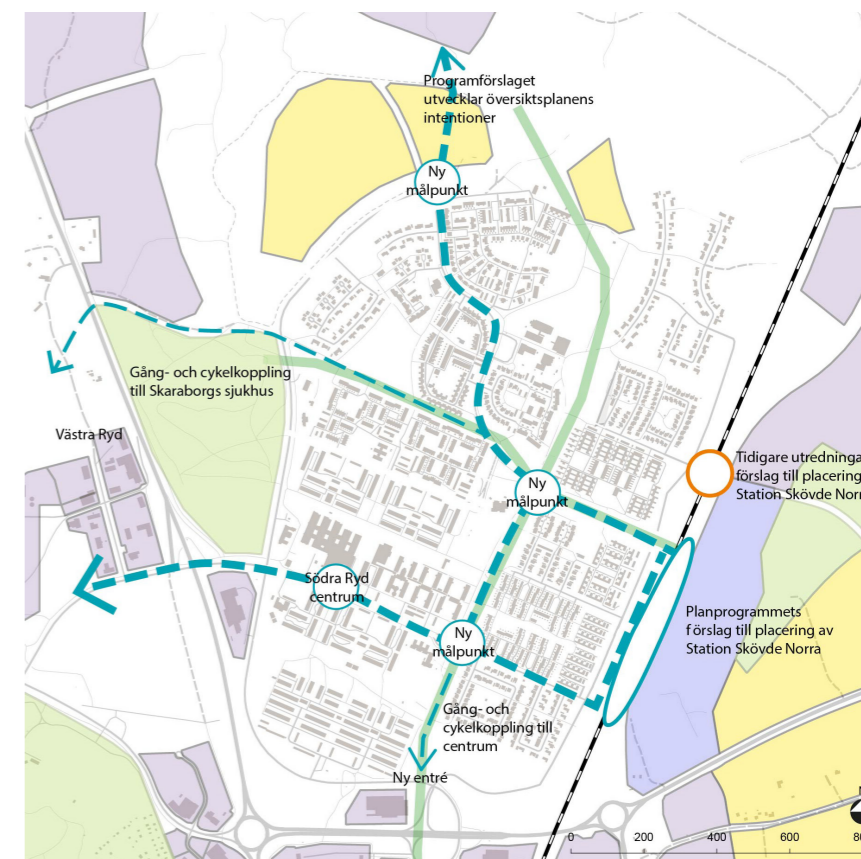 Programförslaget
utvecklar översiktsplanens
intentioner
Ny
målpunkt
Gång- och cykelkoppling
till Skaraborgs sjukhus
Västra Ryd
Tidigare utredninga
förslag till placering
Station Skövde Norr
Ny
målpunkt
Södra Ryd
centrum
Planprogrammets
förslag till placering av
Station Skövde Norra
Ny
målpunkt
Gång- och
cykelkoppling till
centrum
Ny entré
N
0 200 400 600 80